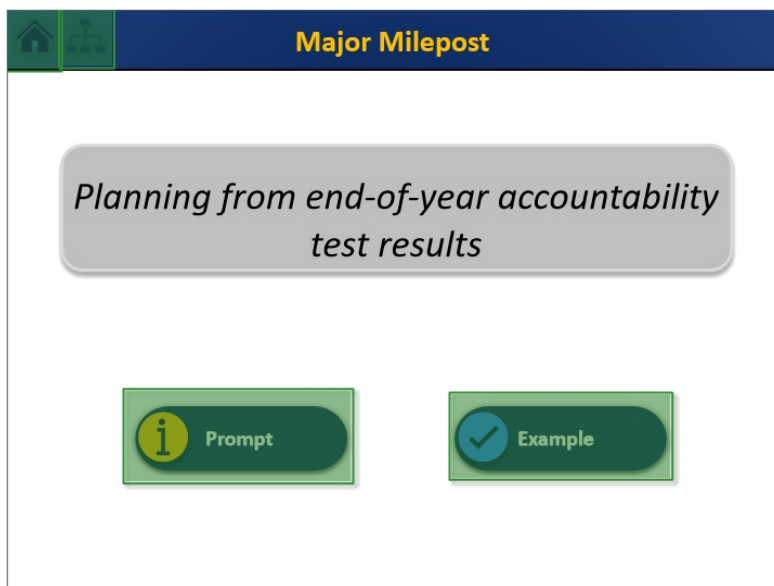 Major Milepost
Planning from end-of-year accountability
test results
Prompt
Example